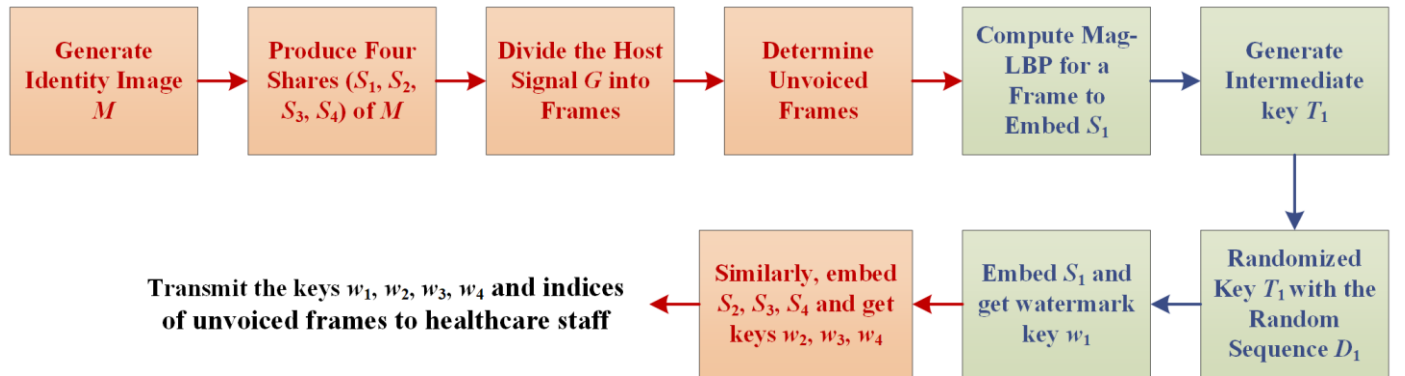 Generate
Identity Image
M
Produce Four
Shares (S₁, S₂,
S₃, S₄) of M
Divide the Host
Signal G into
Frames
Determine
Unvoiced
Frames
Compute Mag-
LBP for a
Frame to
Embed S₁
Generate
Intermediate
key T₁
Randomized
Key T₁ with the
Random
Sequence D₁
Embed S₁ and
get watermark
key w₁
Similarly, embed
S₂, S₃, S₄ and get
keys w₂, w₃, w₄
Transmit the keys w₁, w₂, w₃, w₄ and indices
of unvoiced frames to healthcare staff